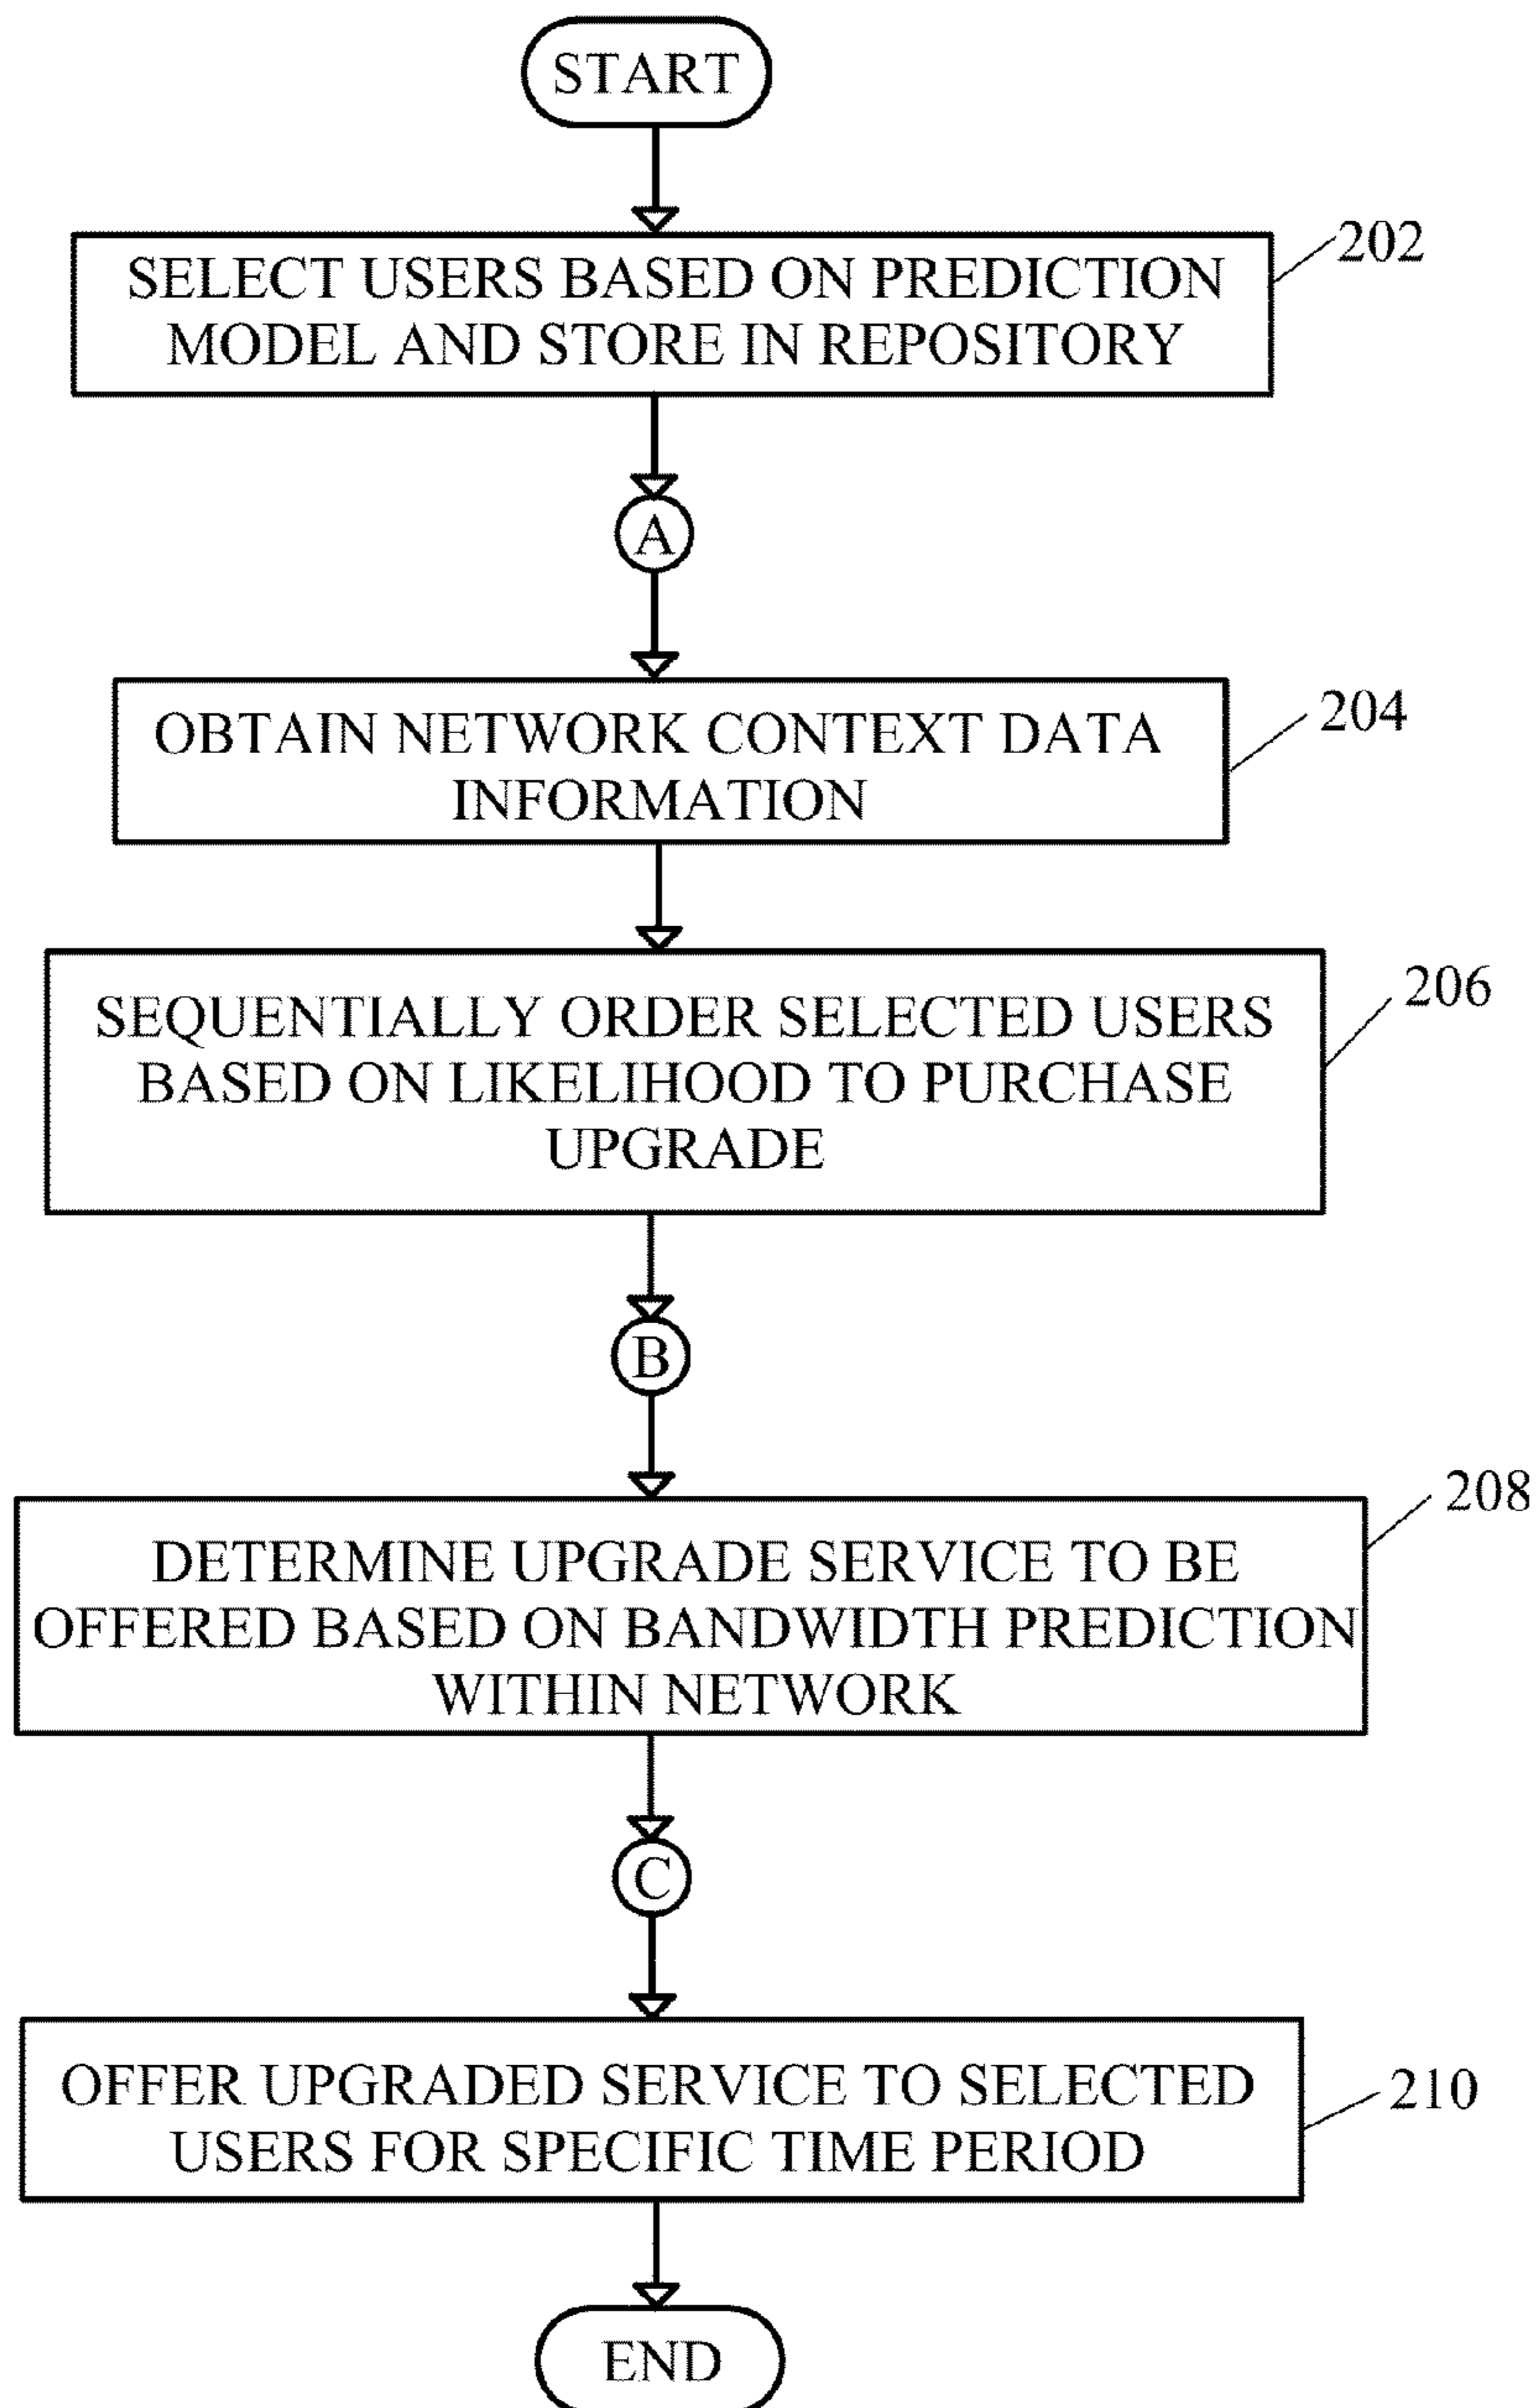 START
202
SELECT USERS BASED ON PREDICTION
MODEL AND STORE IN REPOSITORY
A
204
OBTAIN NETWORK CONTEXT DATA
INFORMATION
206
SEQUENTIALLY ORDER SELECTED USERS
BASED ON LIKELIHOOD TO PURCHASE
UPGRADE
B
208
DETERMINE UPGRADE SERVICE TO BE
OFFERED BASED ON BANDWIDTH PREDICTION
WITHIN NETWORK
C
OFFER UPGRADED SERVICE TO SELECTED
210
USERS FOR SPECIFIC TIME PERIOD
END